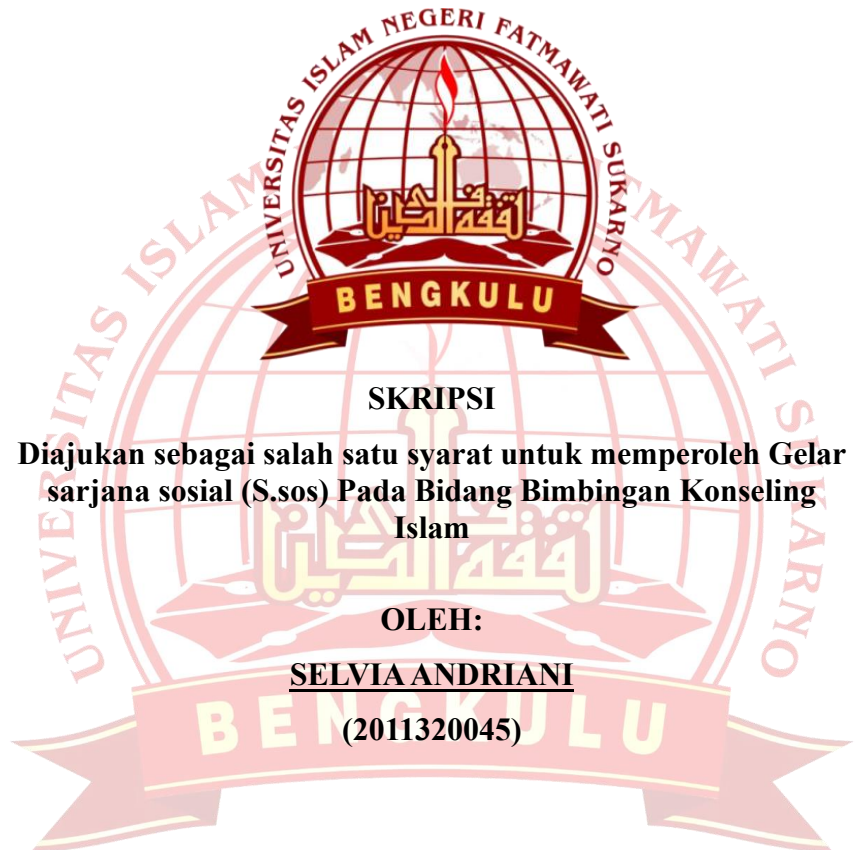 UNIVERSITAS ISLAM NEGERI FATMAWATI SUKARNO
BENGKULU
SKRIPSI
Diajukan sebagai salah satu syarat untuk memperoleh Gelar
sarjana sosial (S.sos) Pada Bidang Bimbingan Konseling
Islam
OLEH:
SELVIA ANDRIANI
(2011320045)
BENGKULU